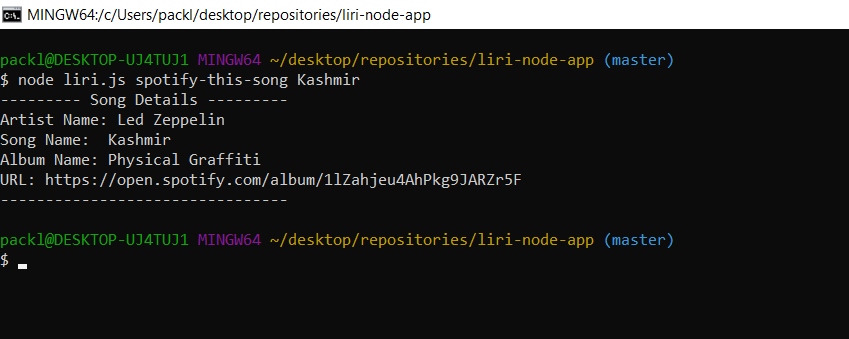 MINGW64:/c/Users/packl/desktop/repositories/liri-node-app
packl@DESKTOP-UJ4TUJ1 MINGW64 ~/desktop/repositories/liri-node-app (master)
$ node liri.js spotify-this-song Kashmir
--------- Song Details ---------
Artist Name: Led Zeppelin
Song Name:  Kashmir
Album Name: Physical Graffiti
URL: https://open.spotify.com/album/1lZahjeu4AhPkg9JARZr5F
--------------------------------
packl@DESKTOP-UJ4TUJ1 MINGW64 ~/desktop/repositories/liri-node-app (master)
$